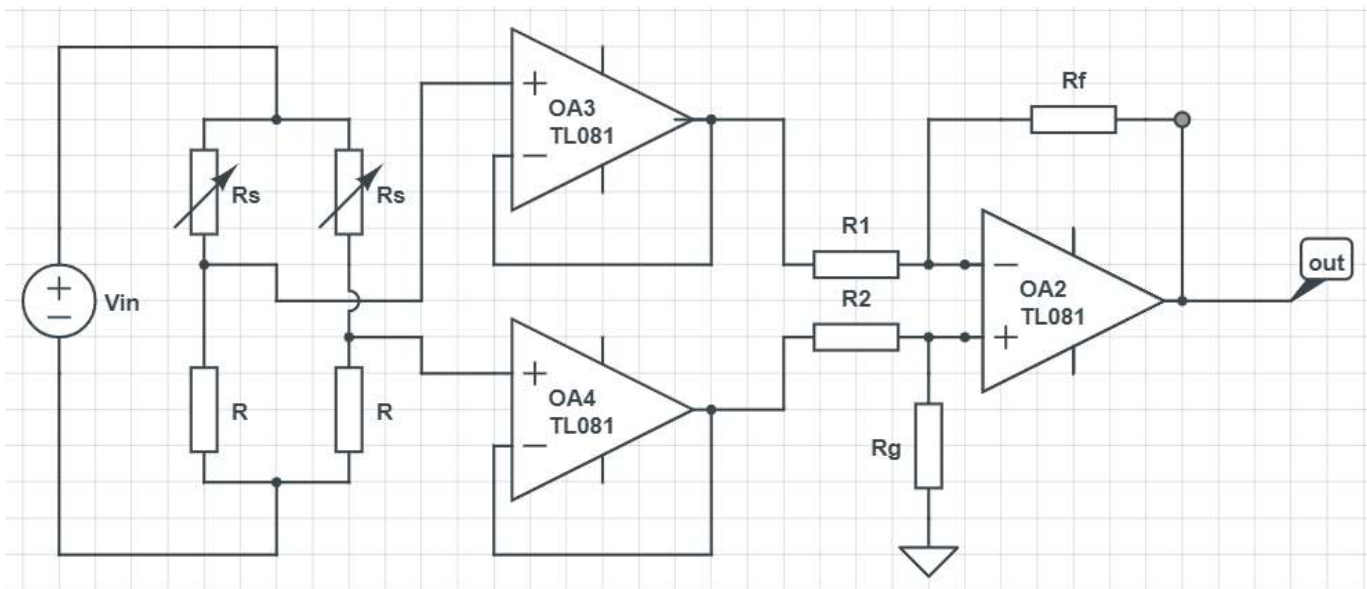 Rf
+
OA3
TL081
−
Rs
Rs
R1
out
+
−
Vin
−
OA2
TL081
+
R2
+
OA4
TL081
−
R
R
Rg